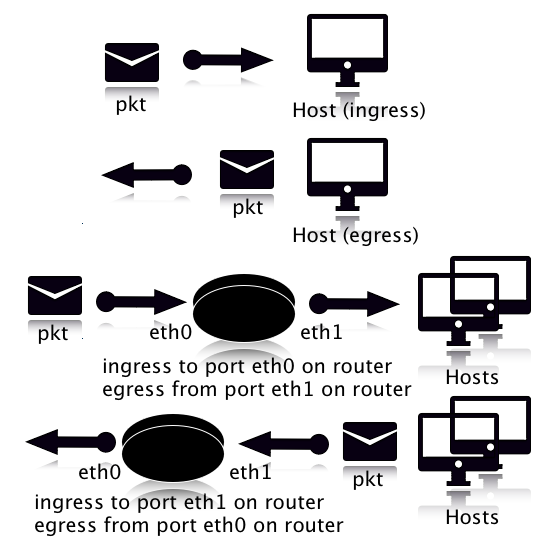 pkt
Host (ingress)
pkt
Host (egress)
pkt
eth0
eth1
ingress to port eth0 on router
egress from port eth1 on router
Hosts
eth0
eth1
pkt
ingress to port eth1 on router
egress from port eth0 on router
Hosts